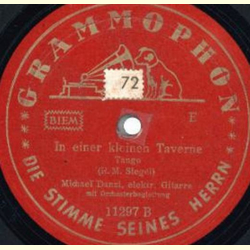 GRAMMOPHON
72
BIEM
E
In einer kleinen Taverne
Tango
(R. M. Siegel)
Michael Danzi, elektr. Gitarre
mit Orchesterbegleitung
11297 B
DIE STIMME SEINES HERRN